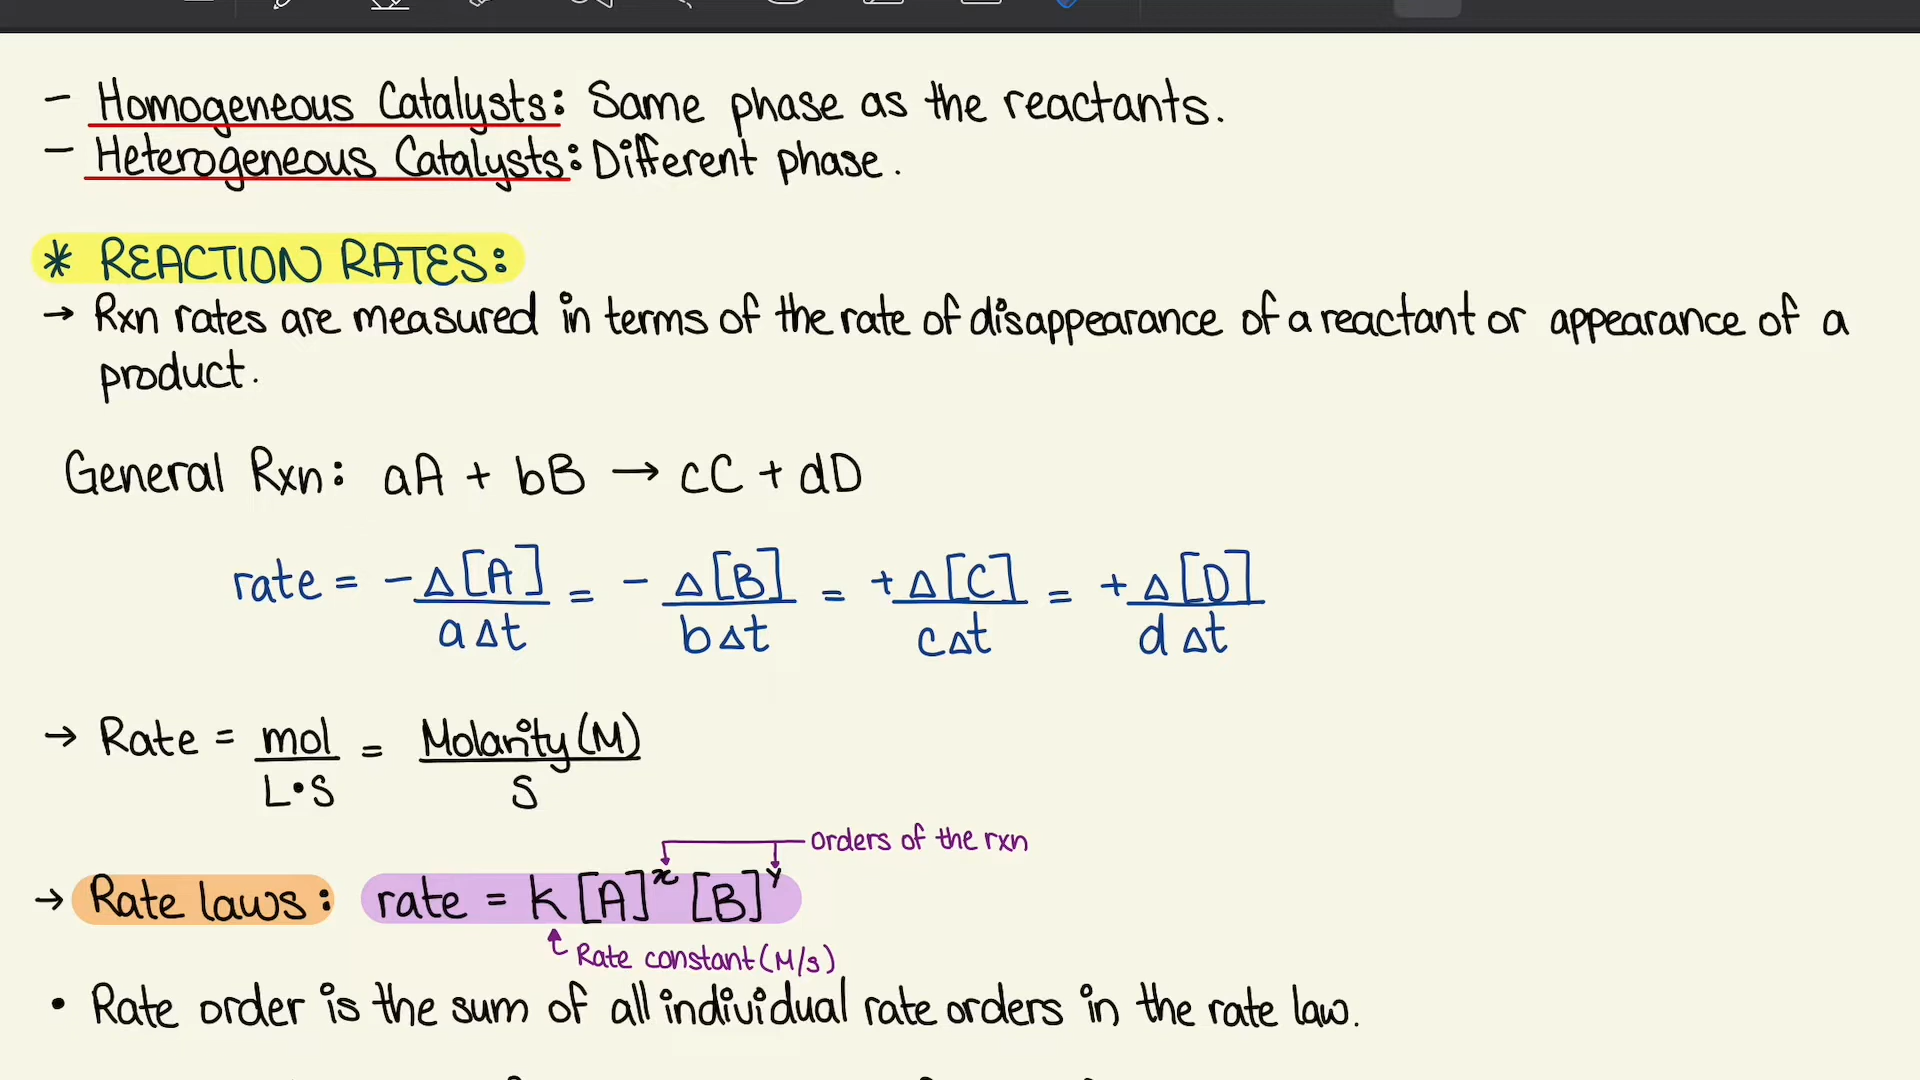 - Homogeneous Catalysts: Same phase as the reactants.
- Heterogeneous Catalysts: Different phase.
* REACTION RATES:
→ Rxn rates are measured in terms of the rate of disappearance of a reactant or appearance of a
product.
General Rxn: aA + bB → cC + dD
rate = -Δ[A]/aΔt = -Δ[B]/bΔt = +Δ[C]/cΔt = +Δ[D]/dΔt
→ Rate = mol/L•S = Molarity (M)/S
orders of the rxn
→ Rate laws: rate = k[A]^x [B]^y
Rate constant (M/s)
• Rate order is the sum of all individual rate orders in the rate law.